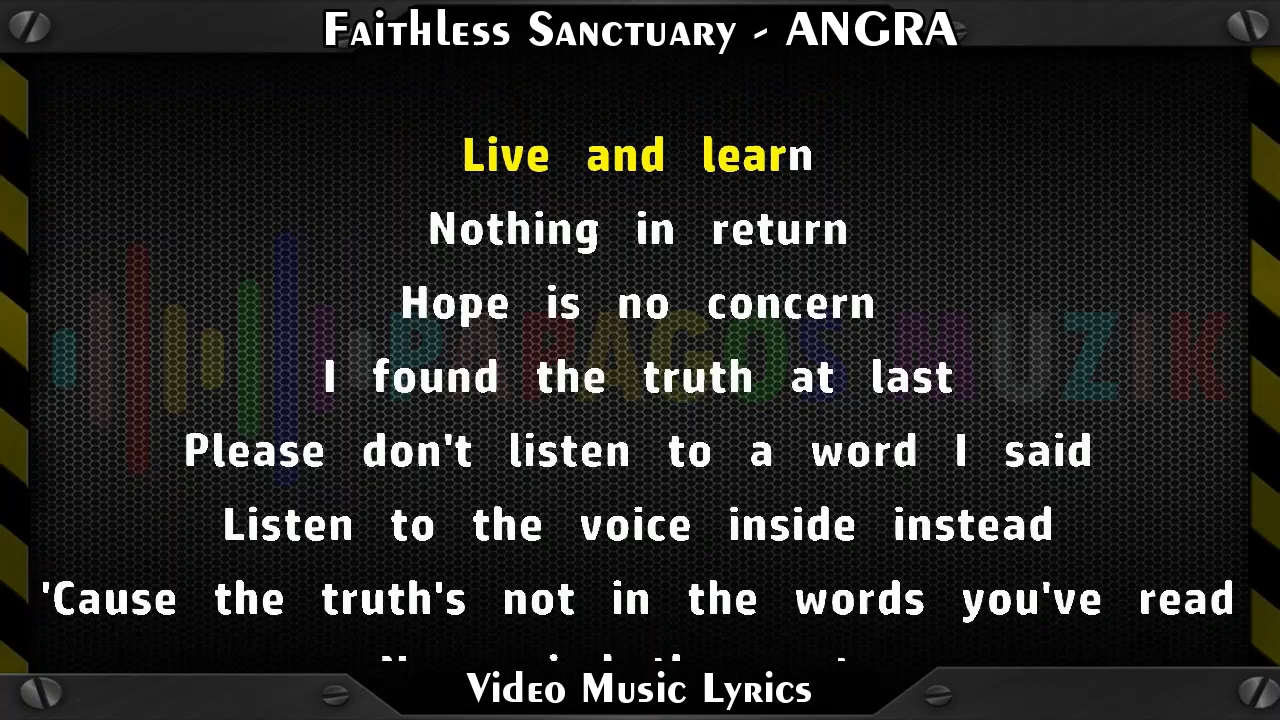 Faithless Sanctuary - ANGRA
Live and learn
Nothing in return
Hope is no concern
I found the truth at last
Please don't listen to a word I said
Listen to the voice inside instead
'Cause the truth's not in the words you've read
PAPAGOS MUZIK
Video Music Lyrics